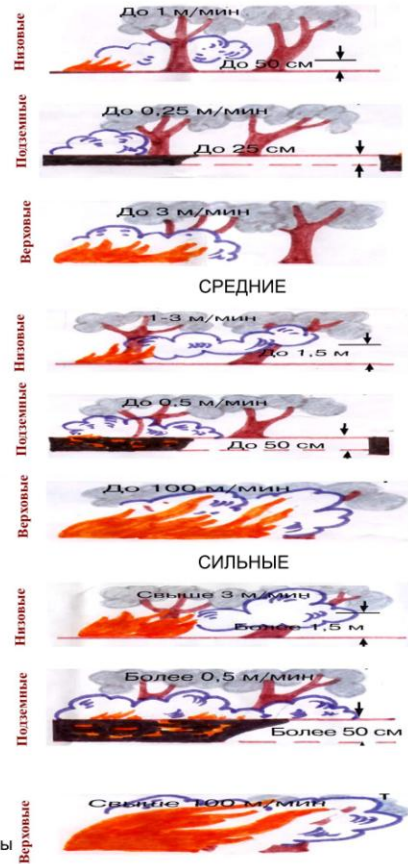 Низовые
До 1 м/мин
До 50 см
Подземные
До 0,25 м/мин
До 25 см
Верховые
До 3 м/мин
СРЕДНИЕ
Низовые
1-3 м/мин
До 1,5 м
Подземные
До 0,5 м/мин
До 50 см
Верховые
До 100 м/мин
СИЛЬНЫЕ
Низовые
Свыше 3 м/мин
Более 1,5 м
Подземные
Более 0,5 м/мин
Более 50 см
Верховые
Свыше 100 м/мин
т
ы